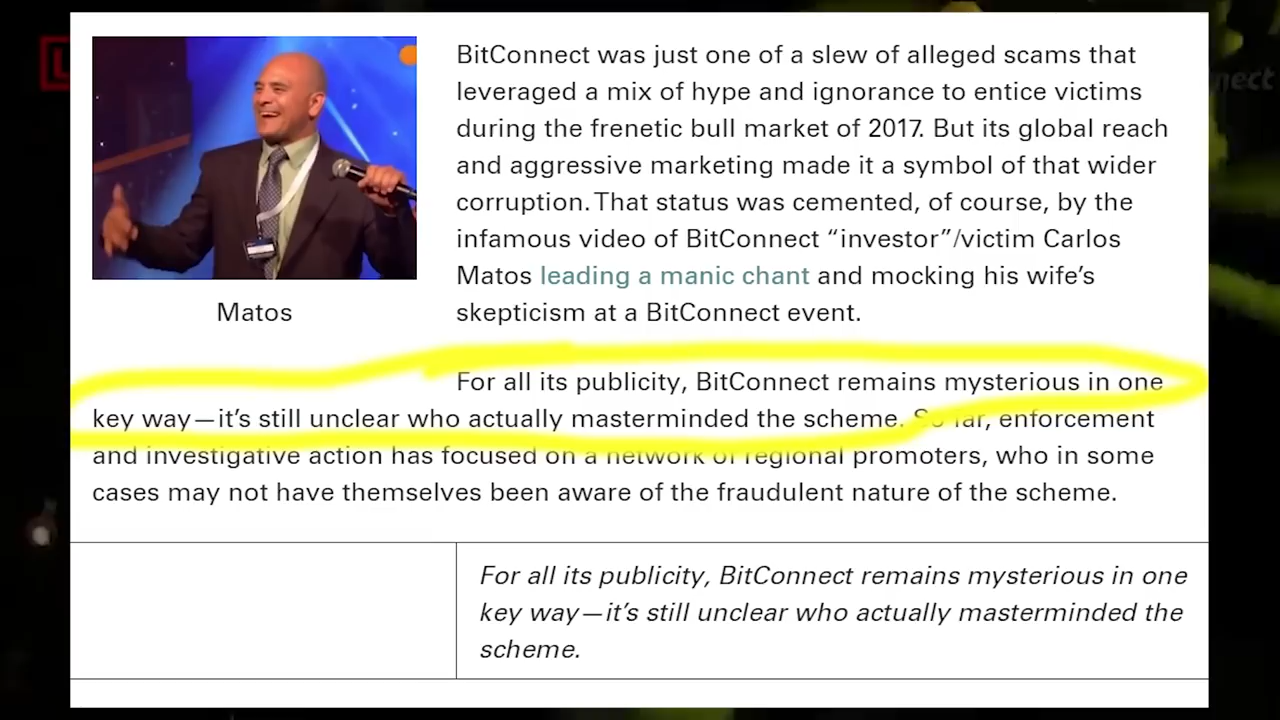 BitConnect was just one of a slew of alleged scams that
leveraged a mix of hype and ignorance to entice victims
during the frenetic bull market of 2017. But its global reach
and aggressive marketing made it a symbol of that wider
corruption. That status was cemented, of course, by the
infamous video of BitConnect “investor”/victim Carlos
Matos leading a manic chant and mocking his wife’s
skepticism at a BitConnect event.
Matos
For all its publicity, BitConnect remains mysterious in one
key way—it’s still unclear who actually masterminded the scheme. So far, enforcement
and investigative action has focused on a network of regional promoters, who in some
cases may not have themselves been aware of the fraudulent nature of the scheme.
For all its publicity, BitConnect remains mysterious in one
key way—it’s still unclear who actually masterminded the
scheme.